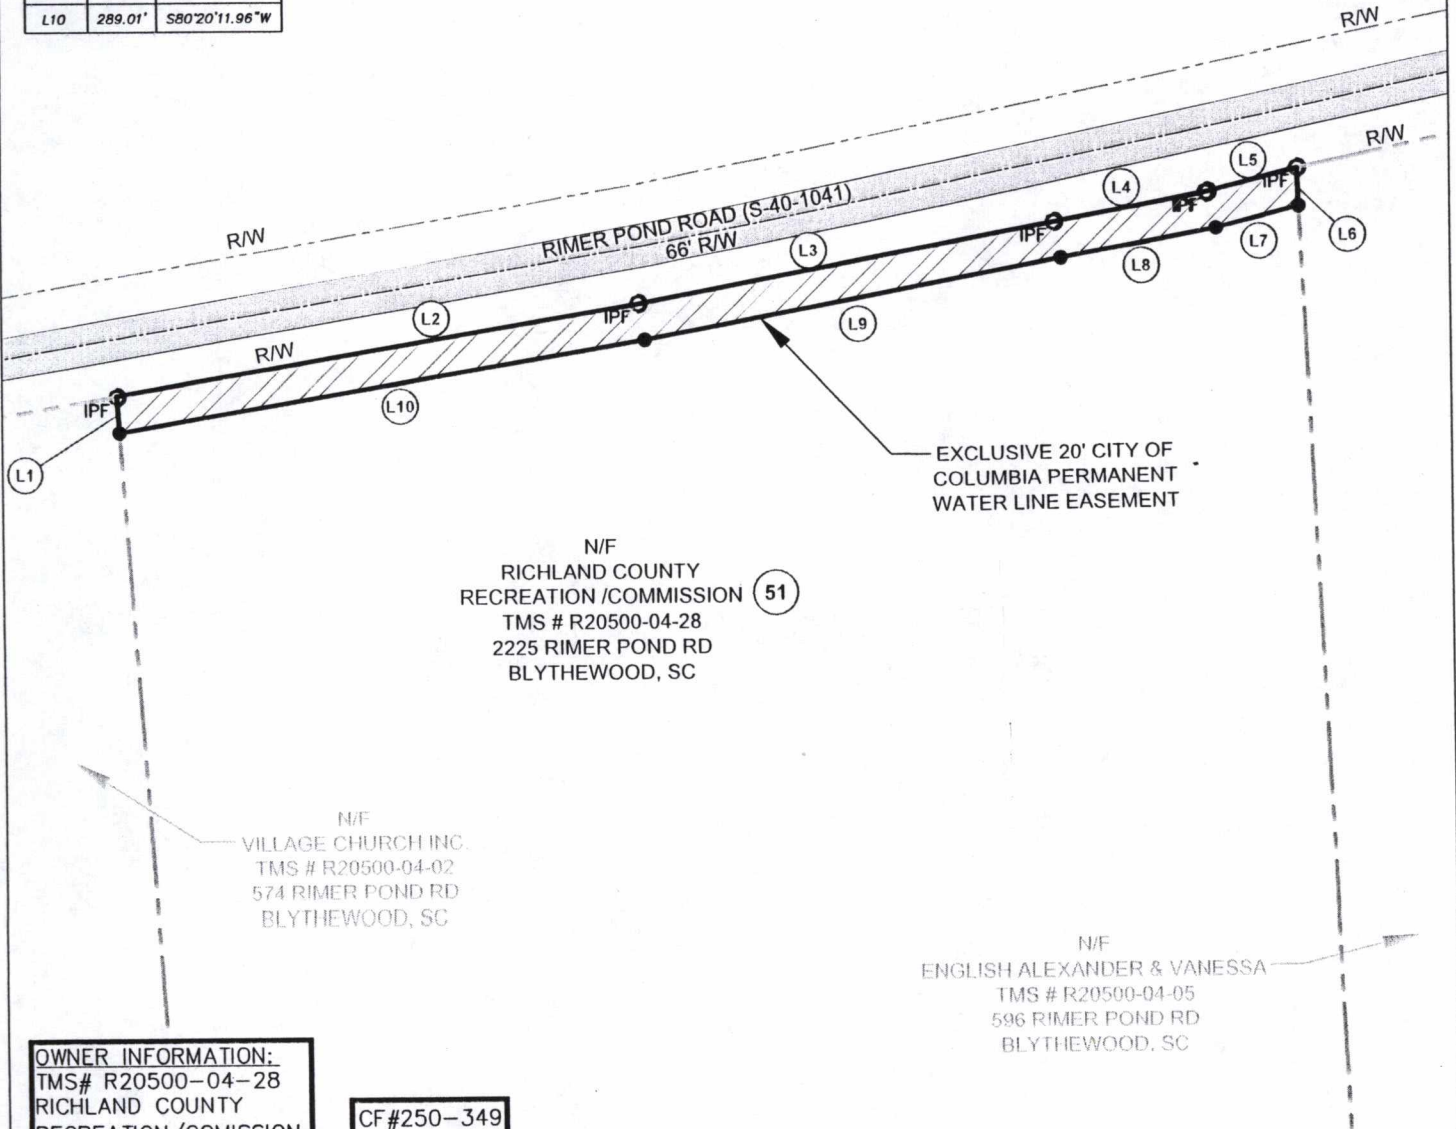 L10 289.01' S80°20'11.96"W
R/W
R/W
R/W
RIMER POND ROAD (S-40-1041)
66' R/W
L5
L4
IPF
IPF
L6
L7
L3
IPF
L8
L2
IPF
L9
R/W
IPF
L10
L1
EXCLUSIVE 20' CITY OF
COLUMBIA PERMANENT
WATER LINE EASEMENT
N/F
RICHLAND COUNTY
RECREATION /COMMISSION 51
TMS # R20500-04-28
2225 RIMER POND RD
BLYTHEWOOD, SC
N/F
VILLAGE CHURCH INC.
TMS # R20500-04-02
574 RIMER POND RD
BLYTHEWOOD, SC
N/F
ENGLISH ALEXANDER & VANESSA
TMS # R20500-04-05
596 RIMER POND RD
BLYTHEWOOD, SC
OWNER INFORMATION:
TMS# R20500-04-28
RICHLAND COUNTY
RECREATION/COMISSION
CF#250-349
R/W